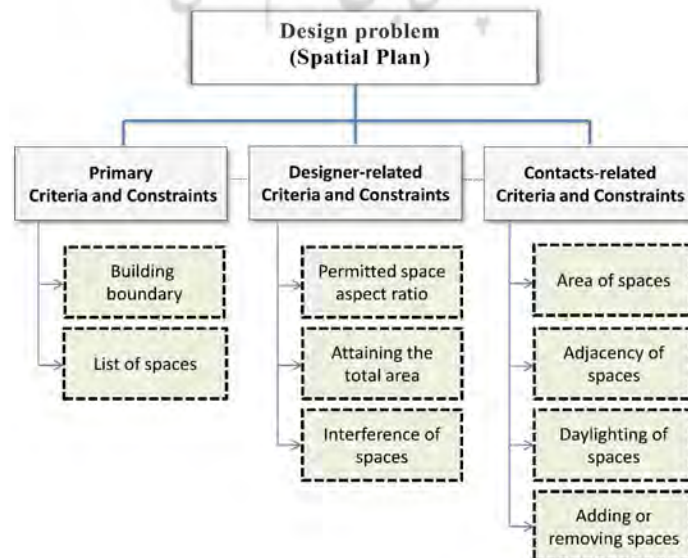 Design problem
(Spatial Plan)
Primary
Criteria and Constraints
Designer-related
Criteria and Constraints
Contacts-related
Criteria and Constraints
Building
boundary
List of spaces
Permitted space
aspect ratio
Attaining the
total area
Interference of
spaces
Area of spaces
Adjacency of
spaces
Daylighting of
spaces
Adding or
removing spaces